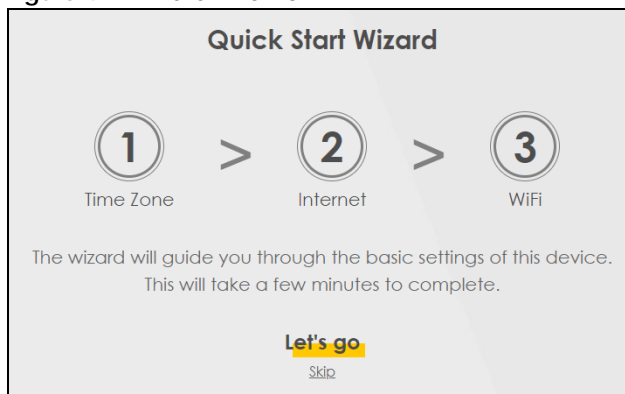 Quick Start Wizard
1 > 2 > 3
Time Zone Internet WiFi
The wizard will guide you through the basic settings of this device.
This will take a few minutes to complete.
Let's go
Skip